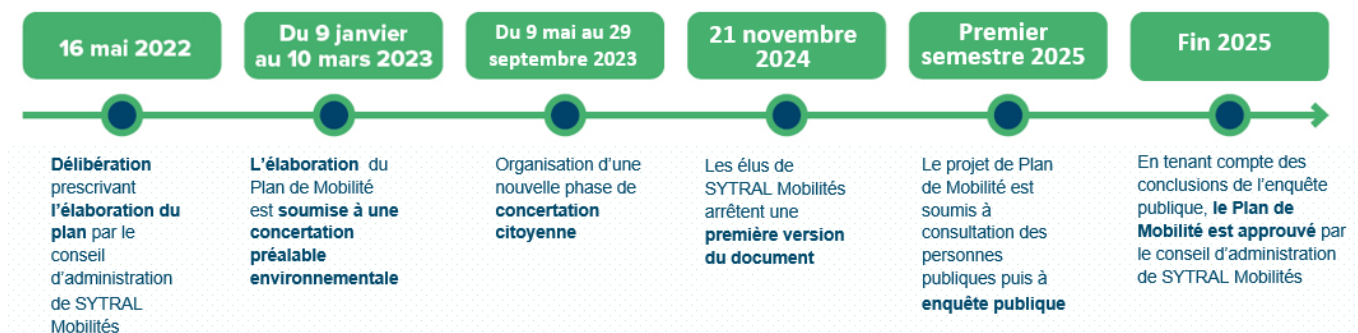 16 mai 2022
Du 9 janvier
au 10 mars 2023
Du 9 mai au 29
septembre 2023
21 novembre
2024
Premier
semestre 2025
Fin 2025
Délibération
prescrivant
l'élaboration du
plan par le
conseil
d'administration
de SYTRAL
Mobilités
L'élaboration du
Plan de Mobilité
est soumise à une
concertation
préalable
environnementale
Organisation d'une
nouvelle phase de
concertation
citoyenne
Les élus de
SYTRAL Mobilités
arrêtent une
première version
du document
Le projet de Plan
de Mobilité est
soumis à
consultation des
personnes
publiques puis à
enquête publique
En tenant compte des
conclusions de l'enquête
publique, le Plan de
Mobilité est approuvé par
le conseil d'administration
de SYTRAL Mobilités